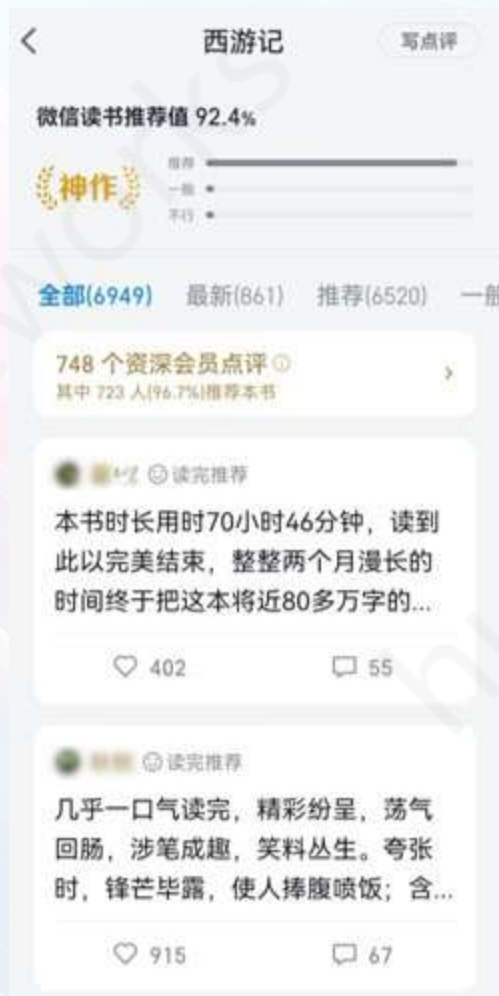 西游记
写点评
微信读书推荐值 92.4%
神作
推荐
一般
不行
全部(6949) 最新(861) 推荐(6520) 一般
748 个资深会员点评
其中 723 人(96.7%)推荐本书
读完推荐
本书时长用时70小时46分钟，读到
此以完美结束，整整两个月漫长的
时间终于把这本将近80多万字的...
402 55
读完推荐
几乎一口气读完，精彩纷呈，荡气
回肠，涉笔成趣，笑料丛生。夸张
时，锋芒毕露，使人捧腹喷饭；含...
915 67